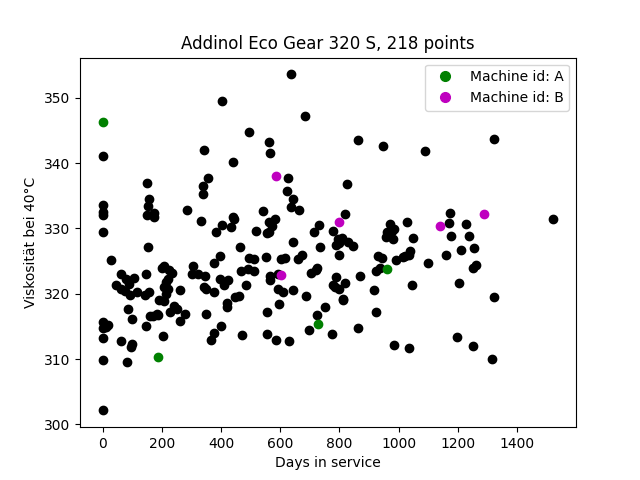 Addinol Eco Gear 320 S, 218 points
Machine id: A
Machine id: B
Viskosität bei 40°C
350
340
330
320
310
300
0 200 400 600 800 1000 1200 1400
Days in service